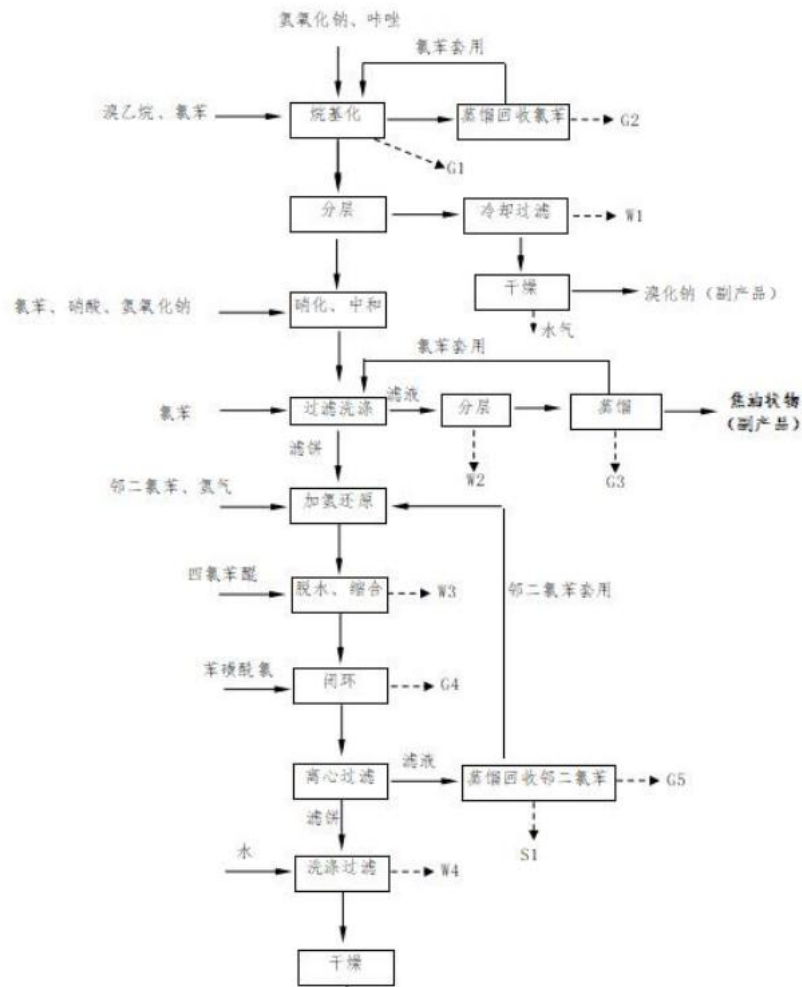 氢氧化钠、咔唑
氯苯套用
溴乙烷、氯苯
烷基化
蒸馏回收氯苯
G2
G1
分层
冷却过滤
W1
氯苯、硝酸、氢氧化钠
硝化、中和
干燥
溴化钠（副产品）
水气
氯苯套用
氯苯
过滤洗涤
滤液
分层
蒸馏
焦油状物
（副产品）
滤饼
W2
G3
邻二氯苯、氢气
加氢还原
四氯苯醌
脱水、缩合
W3
邻二氯苯套用
苯磺酰氯
闭环
G4
离心过滤
滤液
蒸馏回收邻二氯苯
G5
滤饼
S1
水
洗涤过滤
W4
干燥